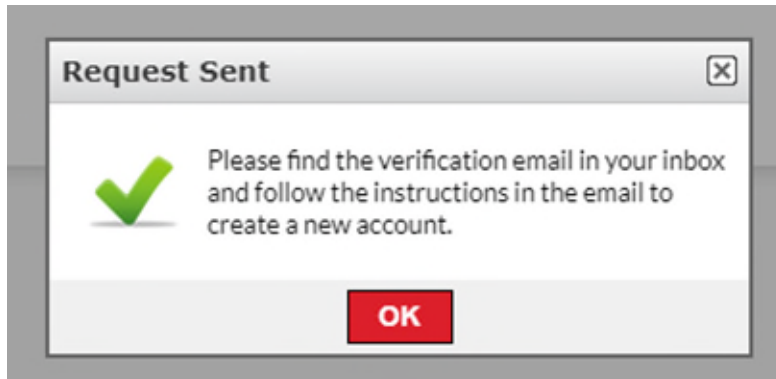 Request Sent
Please find the verification email in your inbox
and follow the instructions in the email to
create a new account.
OK